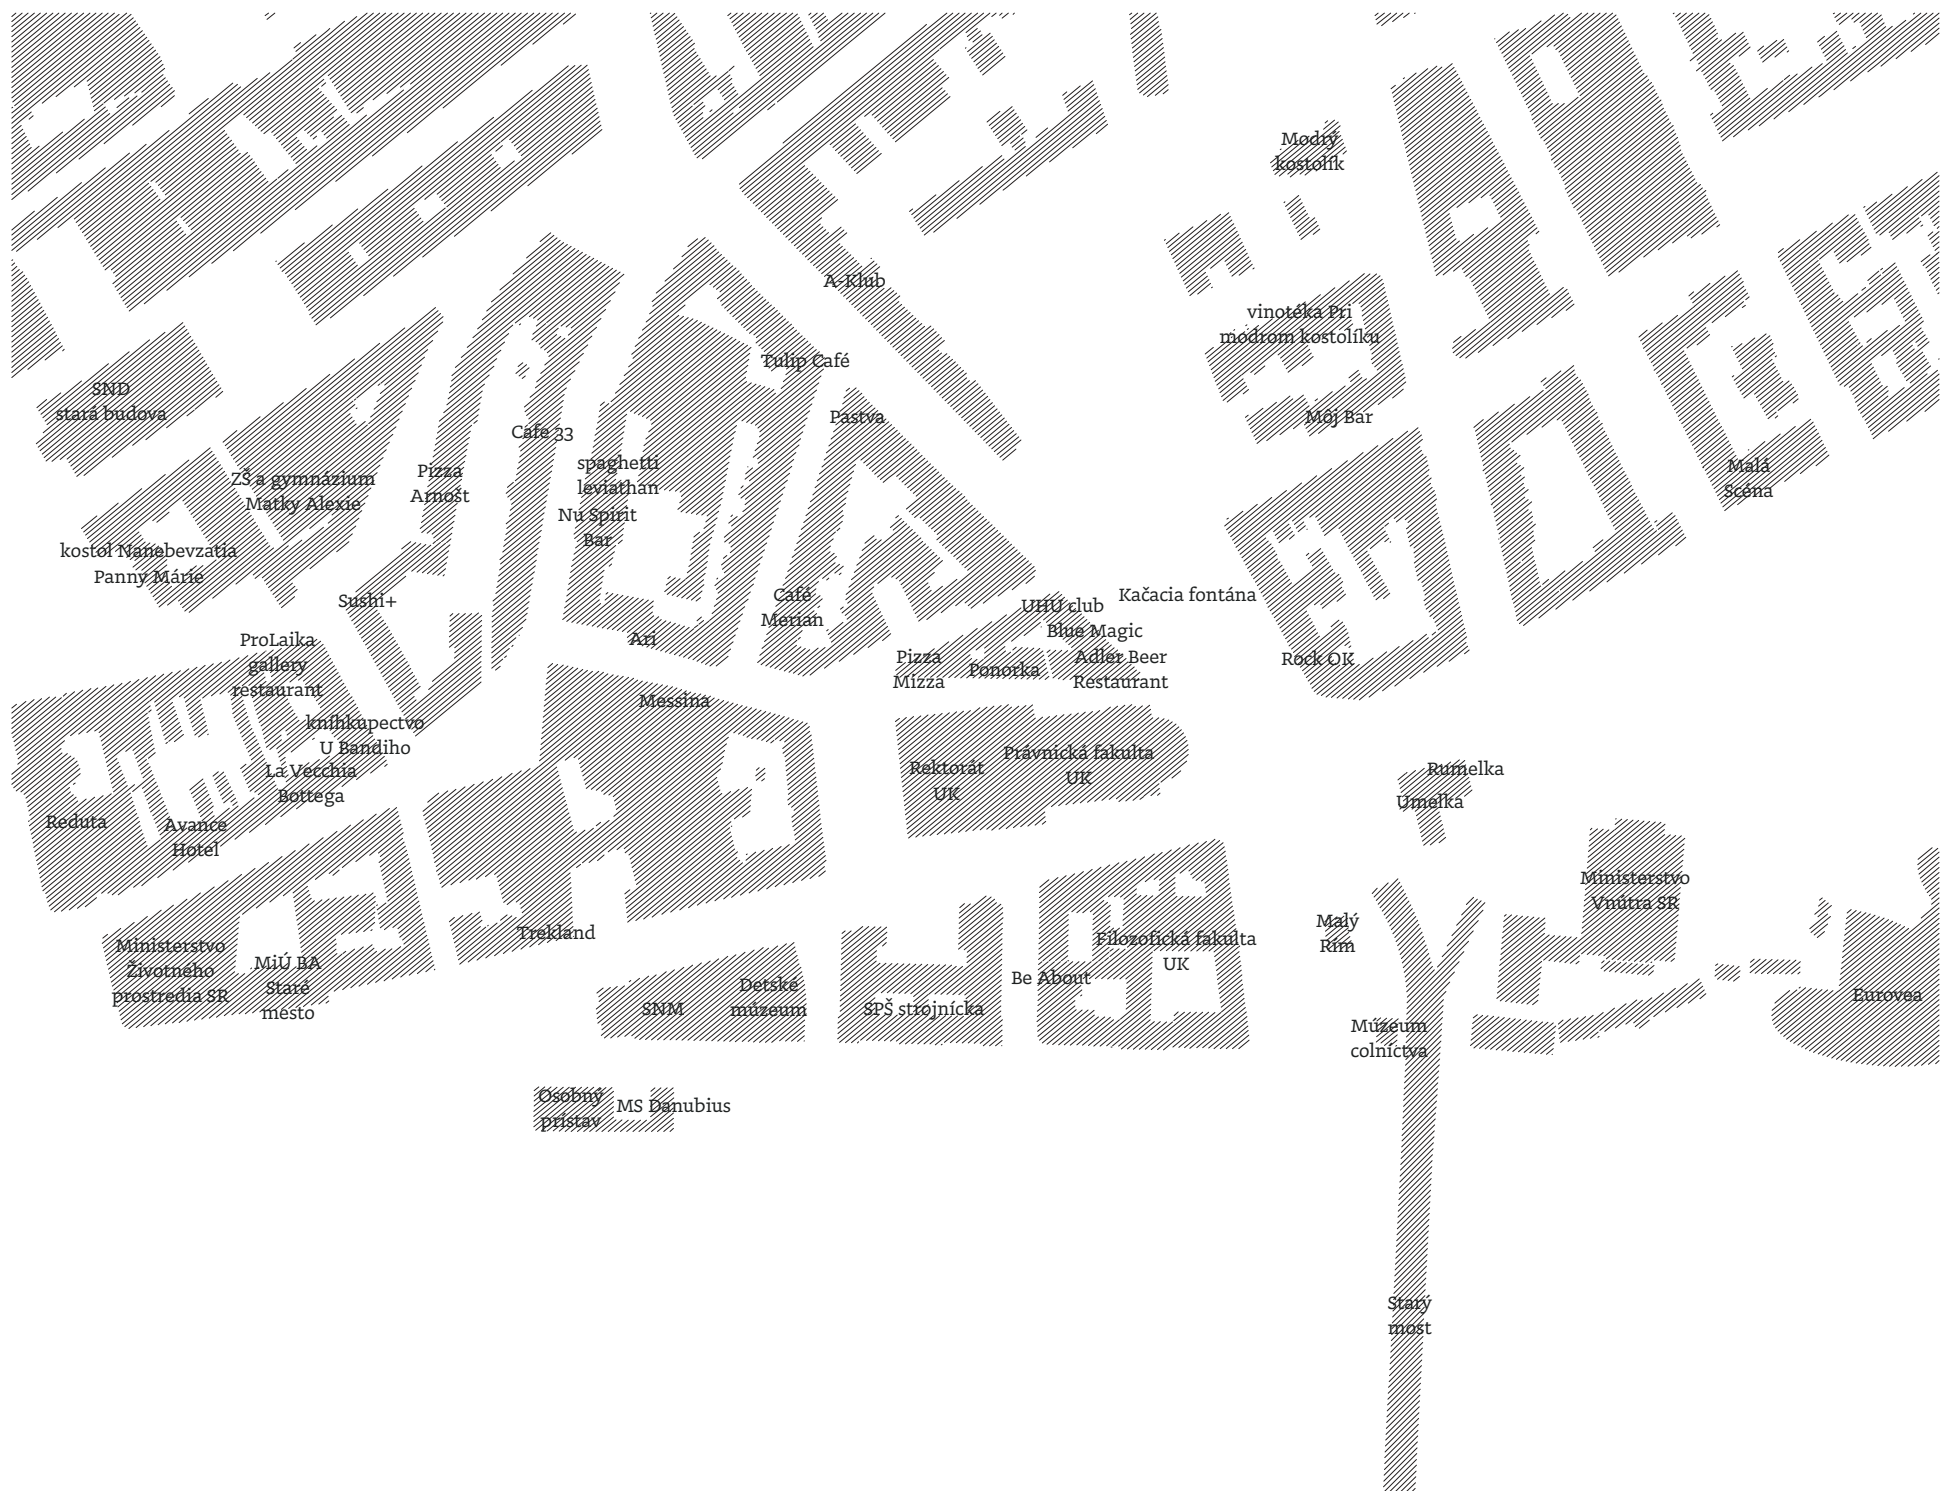 Modrý
kostolík
A-Klub
vinotéka Pri
modrom kostolíku
Tulip Café
SND
stará budova
Pastva
Môj Bar
Cafe 33
spaghetti
leviathan
Pizza
Arnošt
ZŠ a gymnázium
Matky Alexie
Malá
Scéna
Nu Spirit
Bar
kostol Nanebevzatia
Panny Márie
Sushi+
Café
Merian
Kačacia fontána
UHU club
Blue Magic
Ari
ProLaika
gallery
restaurant
Pizza
Mizza
Ponorka
Adler Beer
Restaurant
Rock OK
Messina
kníhkupectvo
U Bandiho
La Vecchia
Bottega
Rektorát
UK
Právnická fakulta
UK
Rumelka
Umelka
Reduta
Avance
Hotel
Ministerstvo
Vnútra SR
Trekland
Malý
Rím
Filozofická fakulta
UK
Ministerstvo
Životného
prostredia SR
MiÚ BA
Staré
mesto
Be About
Detské
múzeum
SNM
SPŠ strojnícka
Eurovea
Múzeum
colníctva
Osobný
prístav
MS Danubius
Starý
most